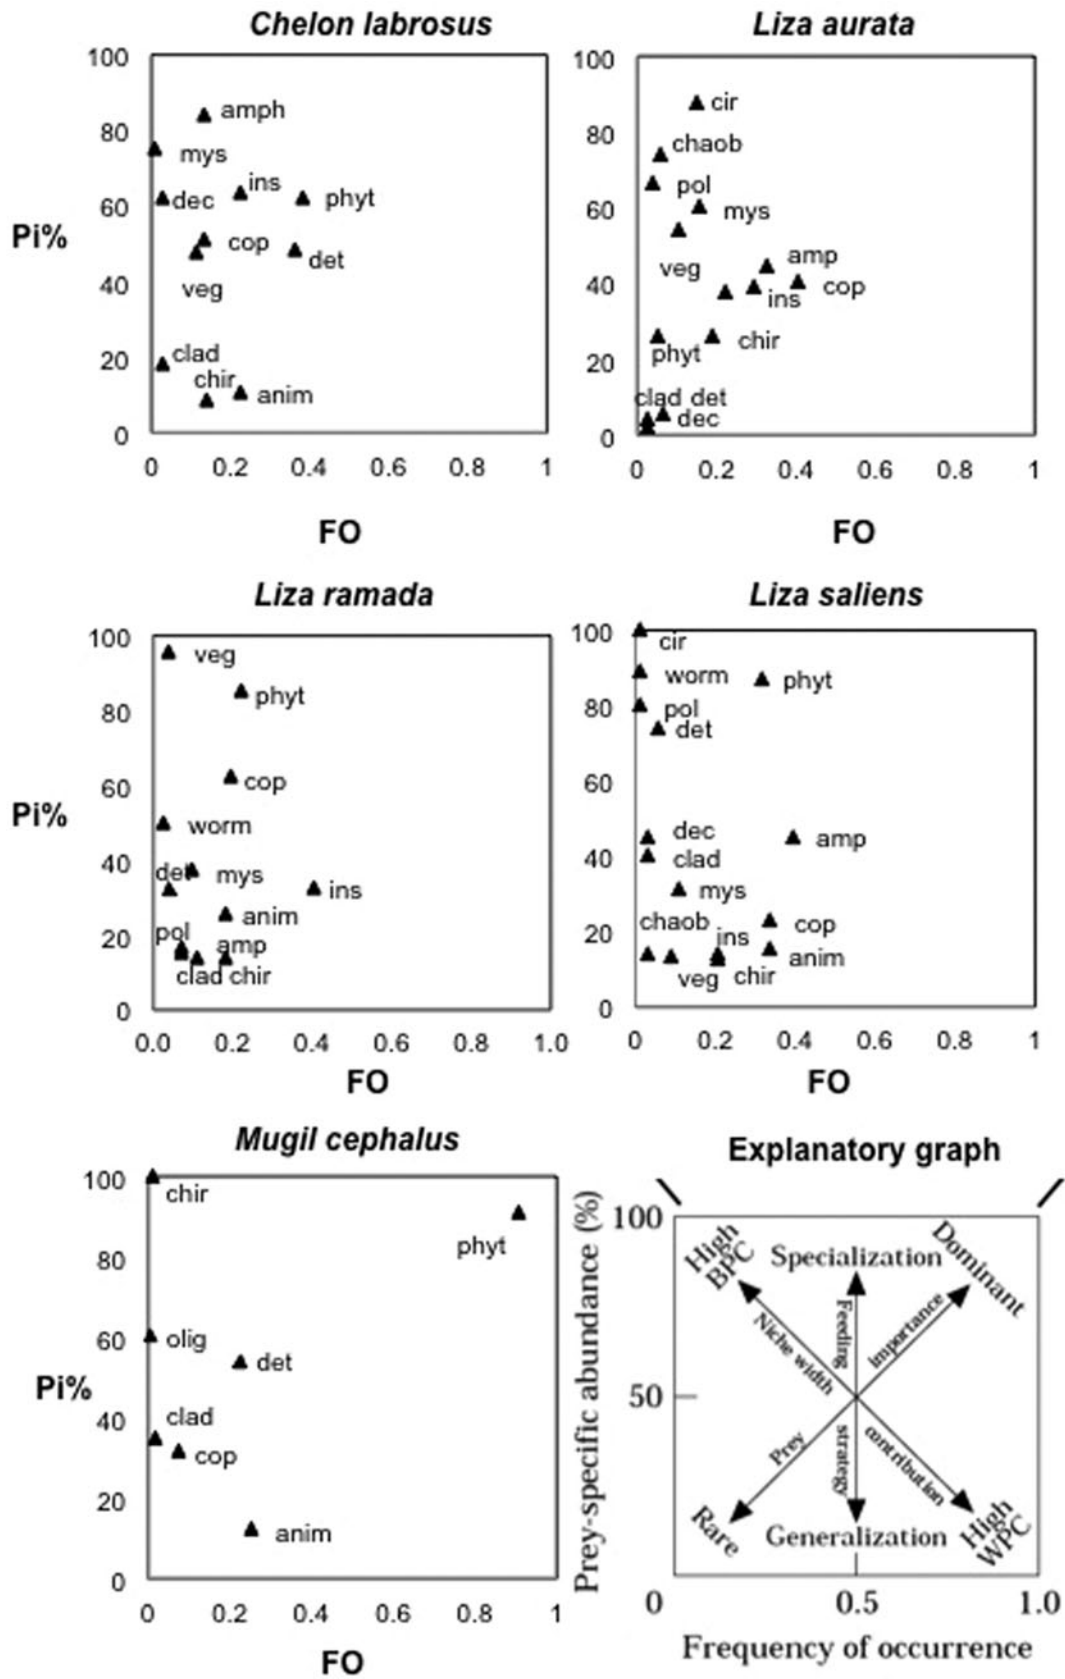 Chelon labrosus
Liza aurata
100
80
60
40
20
0
Pi%
amph
mys
ins
dec
phyt
cop
det
veg
clad
chir
anim
0 0.2 0.4 0.6 0.8 1
FO
100
80
60
40
20
0
cir
chaob
pol
mys
veg
amp
cop
ins
chir
phyt
clad det
dec
0 0.2 0.4 0.6 0.8 1
FO
Liza ramada
Liza saliens
100
80
60
40
20
0
Pi%
veg
phyt
cop
worm
det
mys
ins
anim
pol
amp
clad chir
0.0 0.2 0.4 0.6 0.8 1.0
FO
100
80
60
40
20
0
cir
worm
phyt
pol
det
dec
amp
clad
mys
chaob
cop
ins
anim
veg
chir
0 0.2 0.4 0.6 0.8 1
FO
Mugil cephalus
100
80
60
40
20
0
Pi%
chir
phyt
olig
det
clad
cop
anim
0 0.2 0.4 0.6 0.8 1
FO
Explanatory graph
Prey-specific abundance (%)
100
50
0
High
BPC
Specialization
Dominant
Niche width
Feeding
importance
Prey
strategy
contribution
Rare
Generalization
High
WPC
0.5
1.0
Frequency of occurrence